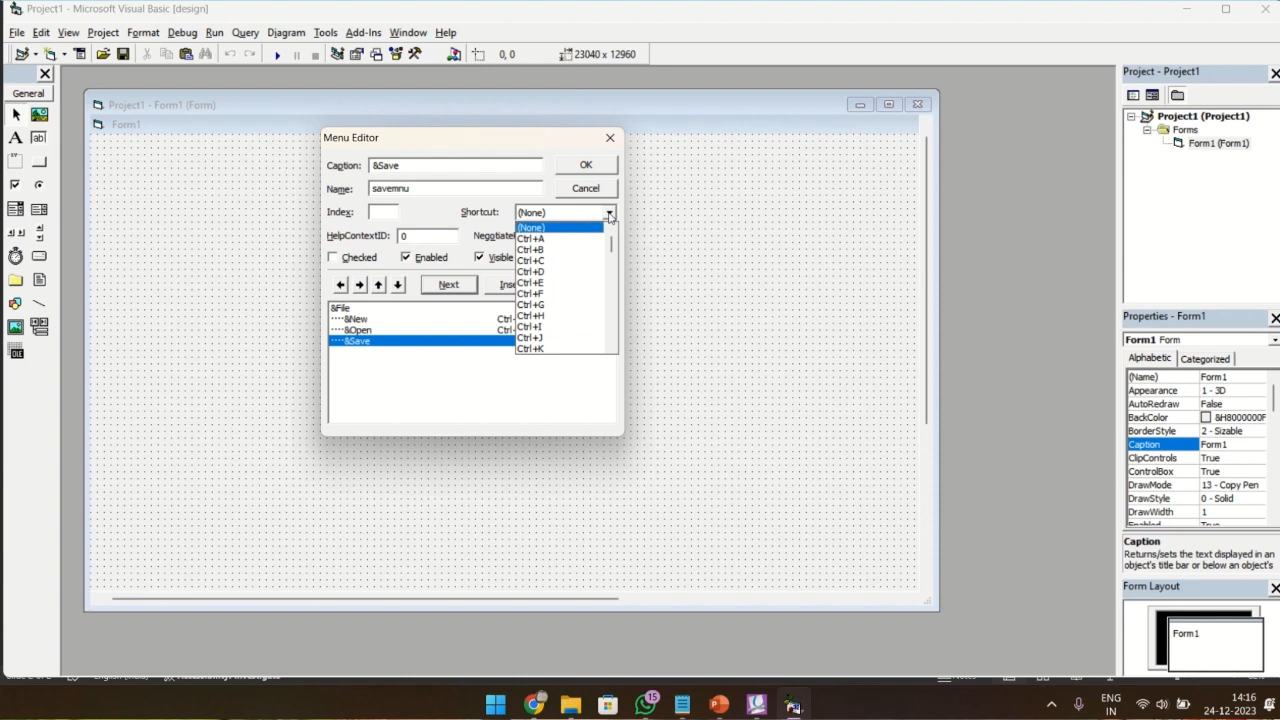 Project1 - Microsoft Visual Basic [design]
File Edit View Project Format Debug Run Query Diagram Tools Add-Ins Window Help
0, 0 23040 x 12960
General
Project1 - Form1 (Form)
Form1
Menu Editor
Caption: &Save OK
Name: savemnu Cancel
Index: Shortcut: (None)
HelpContextID: 0
Checked Enabled Visible
Next
(None)
Ctrl+A
Ctrl+B
Ctrl+C
Ctrl+D
Ctrl+E
Ctrl+F
Ctrl+G
Ctrl+H
Ctrl+I
Ctrl+J
Ctrl+K
&File
····&New
····&Open
····&Save
Project - Project1
Project1 (Project1)
Forms
Form1 (Form1)
Properties - Form1
Form1 Form
Alphabetic Categorized
(Name) Form1
Appearance 1 - 3D
AutoRedraw False
BackColor &H8000000F
BorderStyle 2 - Sizable
Caption Form1
ClipControls True
ControlBox True
DrawMode 13 - Copy Pen
DrawStyle 0 - Solid
DrawWidth 1
Enabled True
Caption
Returns/sets the text displayed in an
object's title bar or below an object's
Form Layout
Form1
15
ENG
IN
14:16
24-12-2023